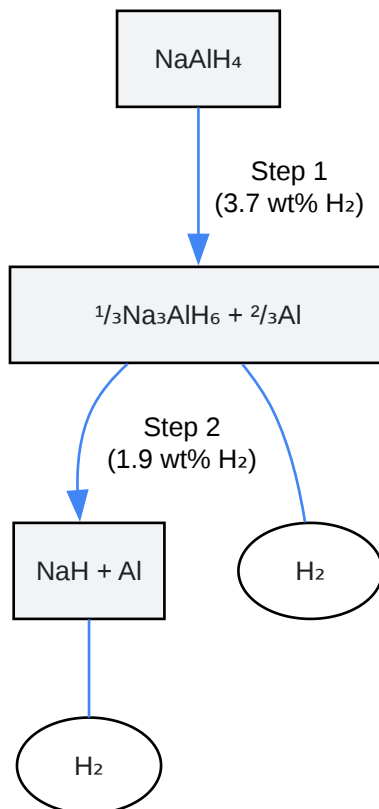 NaAlH₄
Step 1
(3.7 wt% H₂)
¹/₃Na₃AlH₆ + ²/₃Al
Step 2
(1.9 wt% H₂)
NaH + Al
H₂
H₂